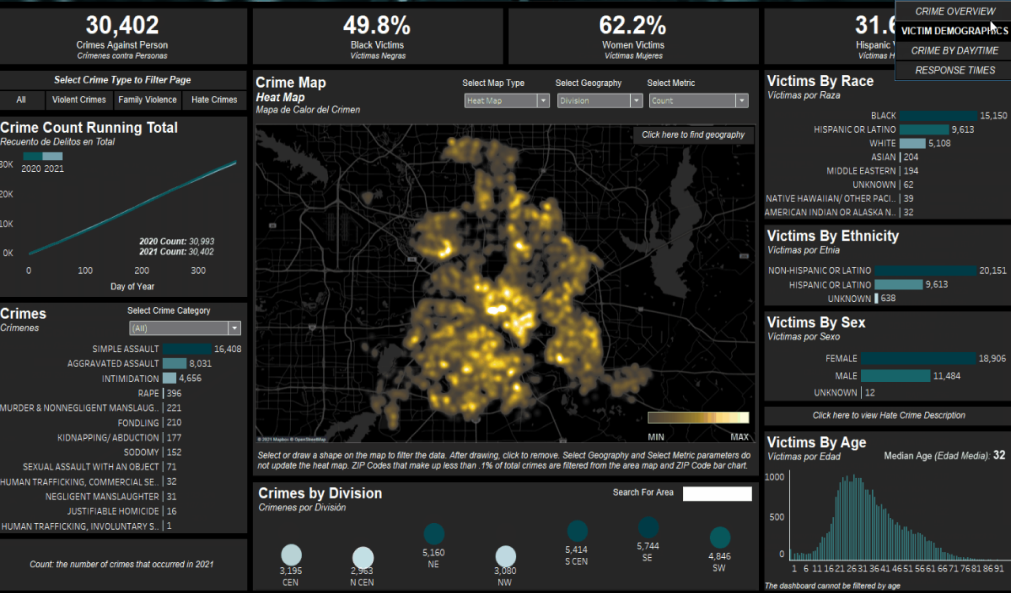 30,402
Crimes Against Person
Crímenes contra Personas
49.8%
Black Victims
Víctimas Negras
62.2%
Women Victims
Víctimas Mujeres
31.6
Hispanic V
Víctimas H
CRIME OVERVIEW
VICTIM DEMOGRAPHICS
CRIME BY DAY/TIME
RESPONSE TIMES
Select Crime Type to Filter Page
All
Violent Crimes
Family Violence
Hate Crimes
Crime Count Running Total
Recuento de Delitos en Total
2020 2021
30K
20K
10K
0K
0 100 200 300
Day of Year
2020 Count: 30,993
2021 Count: 30,402
Crimes
Crímenes
Select Crime Category
(All)
SIMPLE ASSAULT 16,408
AGGRAVATED ASSAULT 8,031
INTIMIDATION 4,656
RAPE 396
MURDER & NONNEGLIGENT MANSLAUG.. 221
FONDLING 210
KIDNAPPING/ ABDUCTION 177
SODOMY 152
SEXUAL ASSAULT WITH AN OBJECT 71
HUMAN TRAFFICKING, COMMERCIAL SE.. 32
NEGLIGENT MANSLAUGHTER 31
JUSTIFIABLE HOMICIDE 16
HUMAN TRAFFICKING, INVOLUNTARY S.. 1
Count: the number of crimes that occurred in 2021
Crime Map
Heat Map
Mapa de Calor del Crimen
Select Map Type
Heat Map
Select Geography
Division
Select Metric
Count
Click here to find geography
MIN MAX
© 2021 Mapbox © OpenStreetMap
Select or draw a shape on the map to filter the data. After drawing, click to remove. Select Geography and Select Metric parameters do
not update the heat map. ZIP Codes that make up less than .1% of total crimes are filtered from the area map and ZIP Code bar chart.
Crimes by Division
Crimenes por División
Search For Area
3,195
CEN
2,963
N CEN
5,160
NE
3,080
NW
5,414
S CEN
5,744
SE
4,846
SW
Victims By Race
Víctimas por Raza
BLACK 15,150
HISPANIC OR LATINO 9,613
WHITE 5,108
ASIAN 204
MIDDLE EASTERN 194
UNKNOWN 62
NATIVE HAWAIIAN/ OTHER PACI.. 39
AMERICAN INDIAN OR ALASKA N.. 32
Victims By Ethnicity
Víctimas por Etnia
NON-HISPANIC OR LATINO 20,151
HISPANIC OR LATINO 9,613
UNKNOWN 638
Victims By Sex
Víctimas por Sexo
FEMALE 18,906
MALE 11,484
UNKNOWN 12
Click here to view Hate Crime Description
Victims By Age
Víctimas por Edad
Median Age (Edad Media): 32
1000
500
0
1 6 11 16 21 26 31 36 41 46 51 56 61 66 71 76 81 86 91
The dashboard cannot be filtered by age